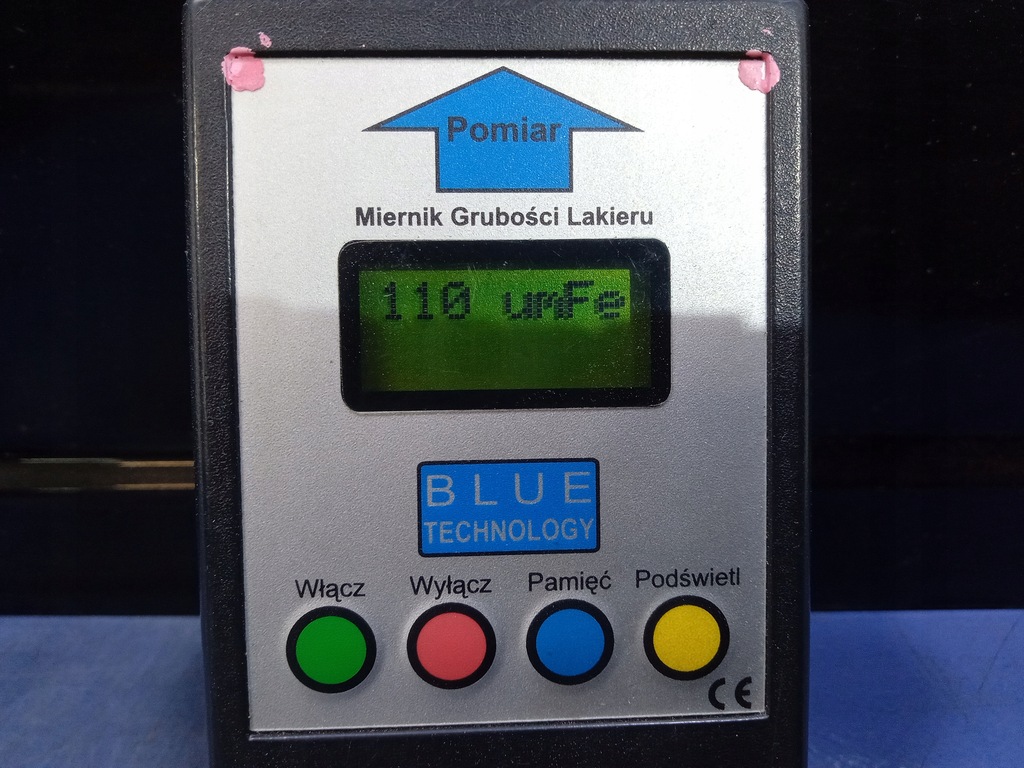 Pomiar
Miernik Grubości Lakieru
110 umFe
BLUE
TECHNOLOGY
Włącz Wyłącz Pamięć Podświetl
CE